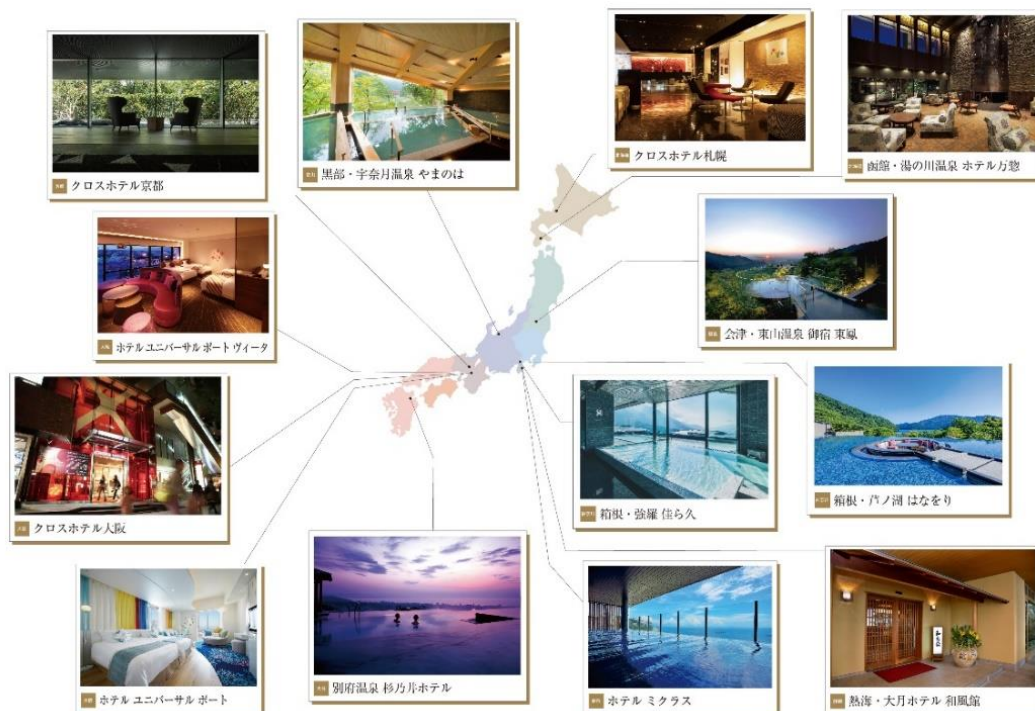 クロスホテル京都
黒部・宇奈月温泉 やまのは
クロスホテル札幌
函館・湯の川温泉 ホテル万惣
ホテル ユニバーサル ポート ヴィータ
会津・東山温泉 御宿 東鳳
クロスホテル大阪
箱根・強羅 佳ら久
箱根・芦ノ湖 はなをり
ホテル ユニバーサル ポート
別府温泉 杉乃井ホテル
ホテル ミクラス
熱海・大月ホテル 和風館